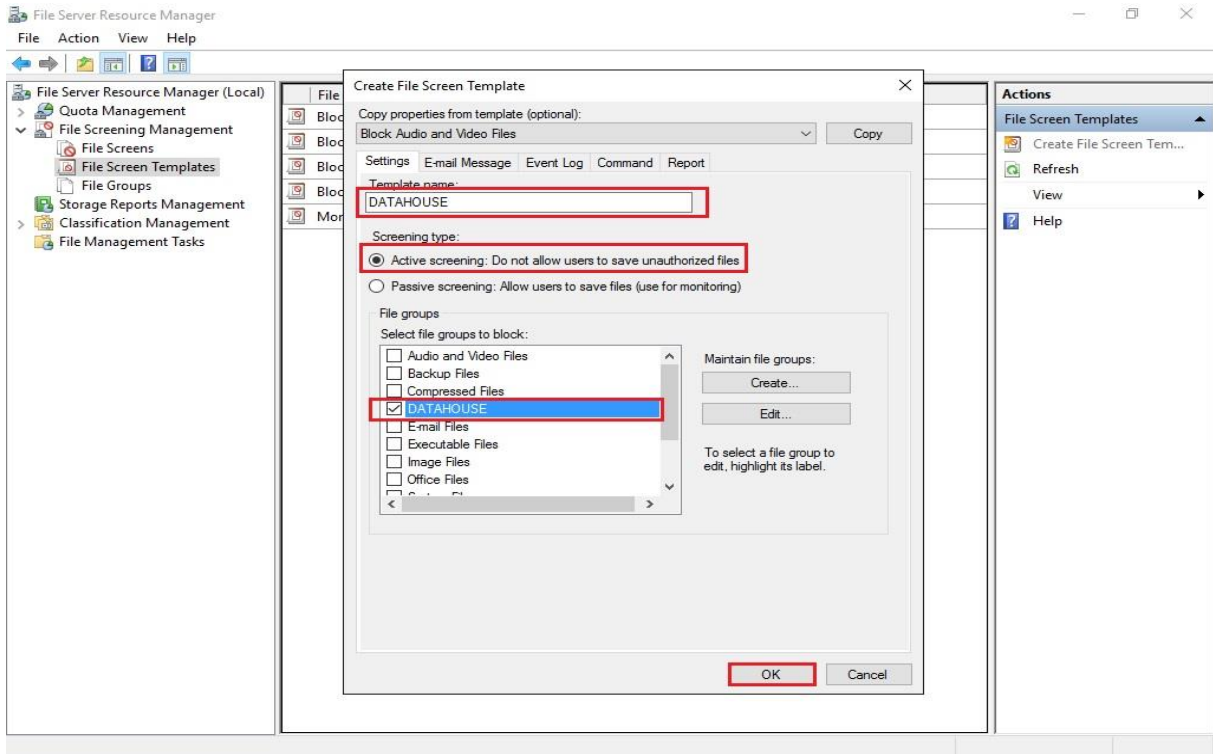 File Server Resource Manager
File Action View Help
File Server Resource Manager (Local)
Quota Management
File Screening Management
File Screens
File Screen Templates
File Groups
Storage Reports Management
Classification Management
File Management Tasks
File
Bloc
Bloc
Bloc
Bloc
Mor
Create File Screen Template
Copy properties from template (optional):
Block Audio and Video Files
Copy
Settings E-mail Message Event Log Command Report
Template name:
DATAHOUSE
Screening type:
Active screening: Do not allow users to save unauthorized files
Passive screening: Allow users to save files (use for monitoring)
File groups
Select file groups to block:
Audio and Video Files
Backup Files
Compressed Files
DATAHOUSE
E-mail Files
Executable Files
Image Files
Office Files
Maintain file groups:
Create...
Edit...
To select a file group to
edit, highlight its label.
OK Cancel
Actions
File Screen Templates
Create File Screen Tem...
Refresh
View
Help